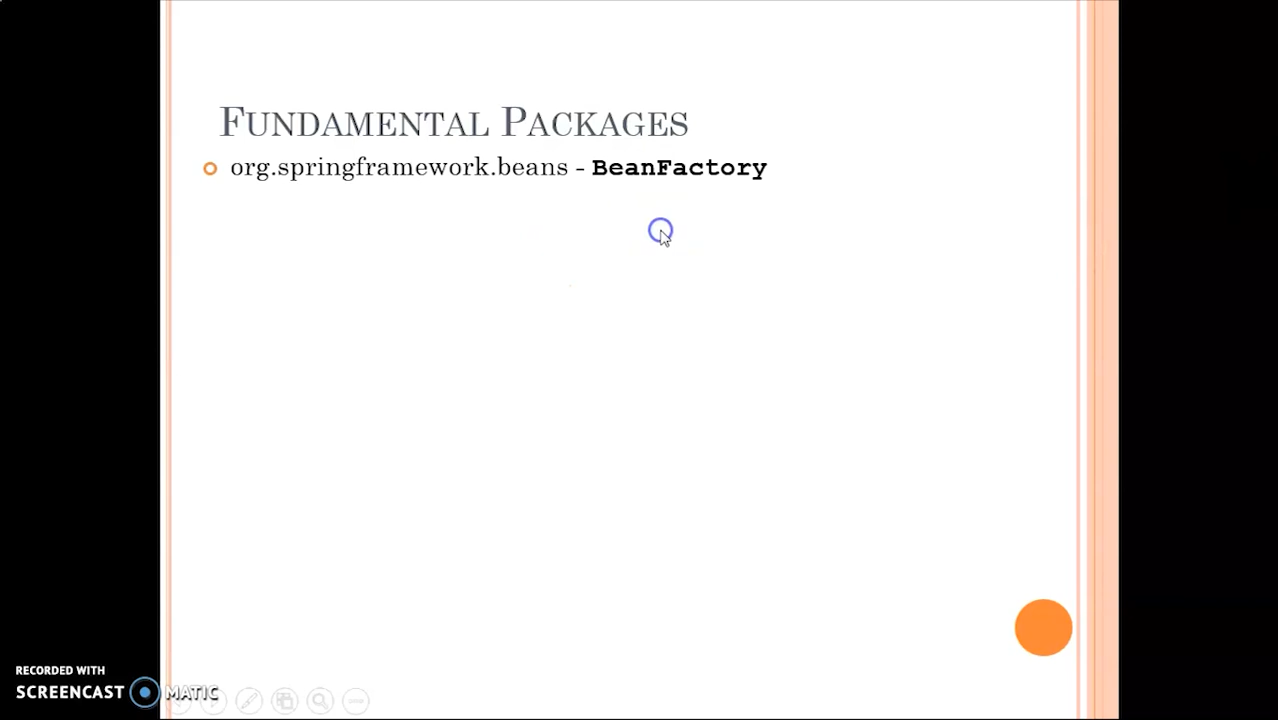 FUNDAMENTAL PACKAGES
org.springframework.beans - BeanFactory
RECORDED WITH
SCREENCAST MATIC